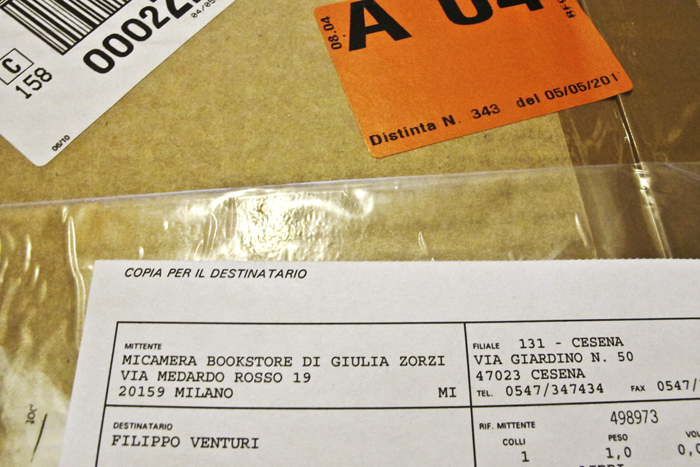 C
158
06/10
08.04
A 04
Distinta N. 343 del 05/05/201
COPIA PER IL DESTINATARIO
MITTENTE
MICAMERA BOOKSTORE DI GIULIA ZORZI
VIA MEDARDO ROSSO 19
20159 MILANO MI
FILIALE 131 - CESENA
VIA GIARDINO N. 50
47023 CESENA
TEL. 0547/347434 FAX 0547/
DESTINATARIO
FILIPPO VENTURI
RIF. MITTENTE 498973
COLLI PESO
1 1,0